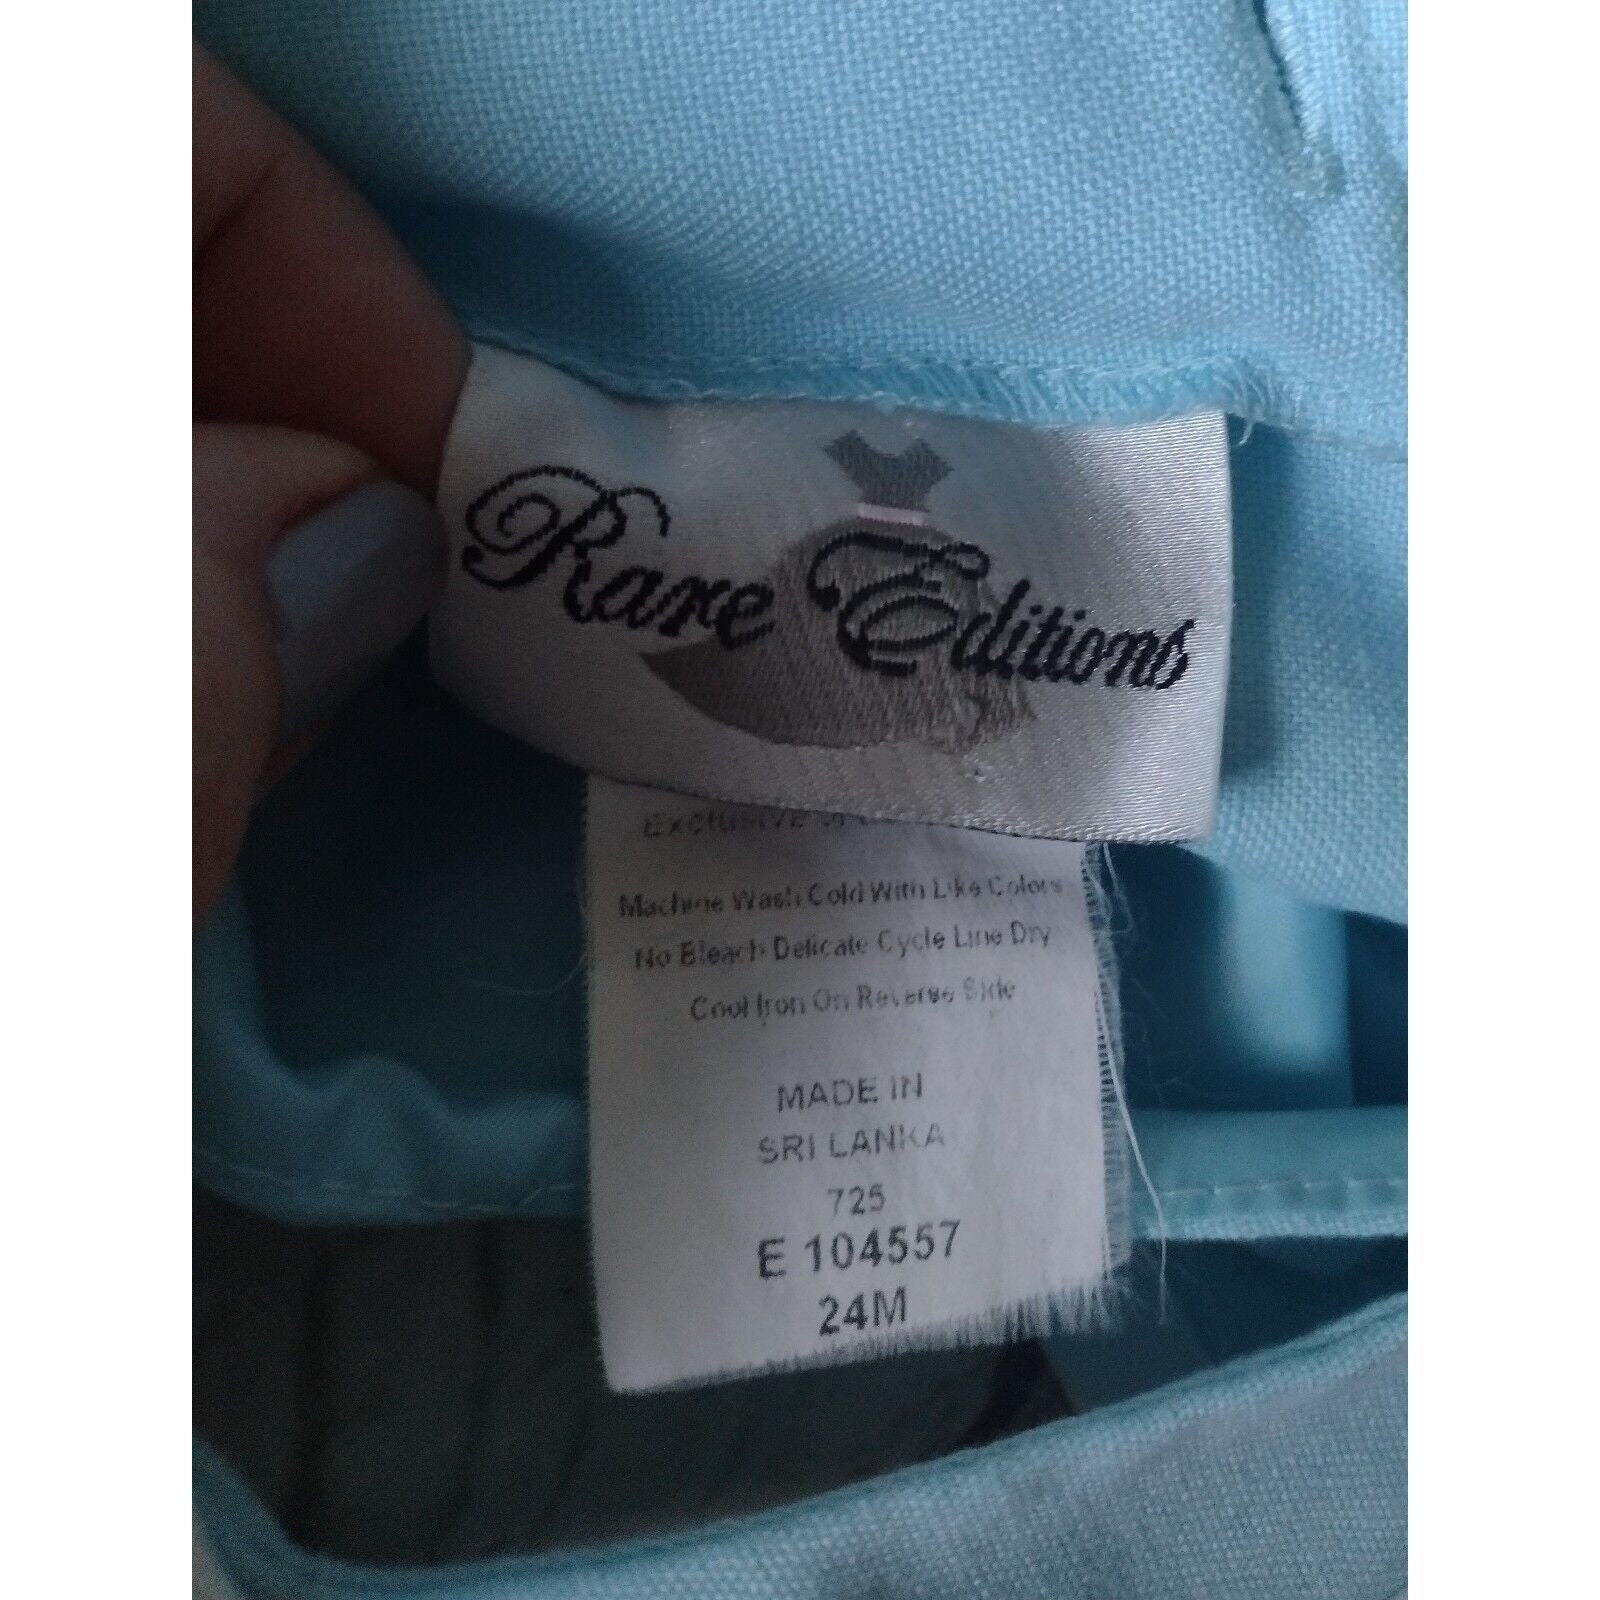 Rare Editions
Exclusive
Machine Wash Cold With Like Colors
No Bleach Delicate Cycle Line Dry
Cool Iron On Reverse Side
MADE IN
SRI LANKA
725
E 104557
24M